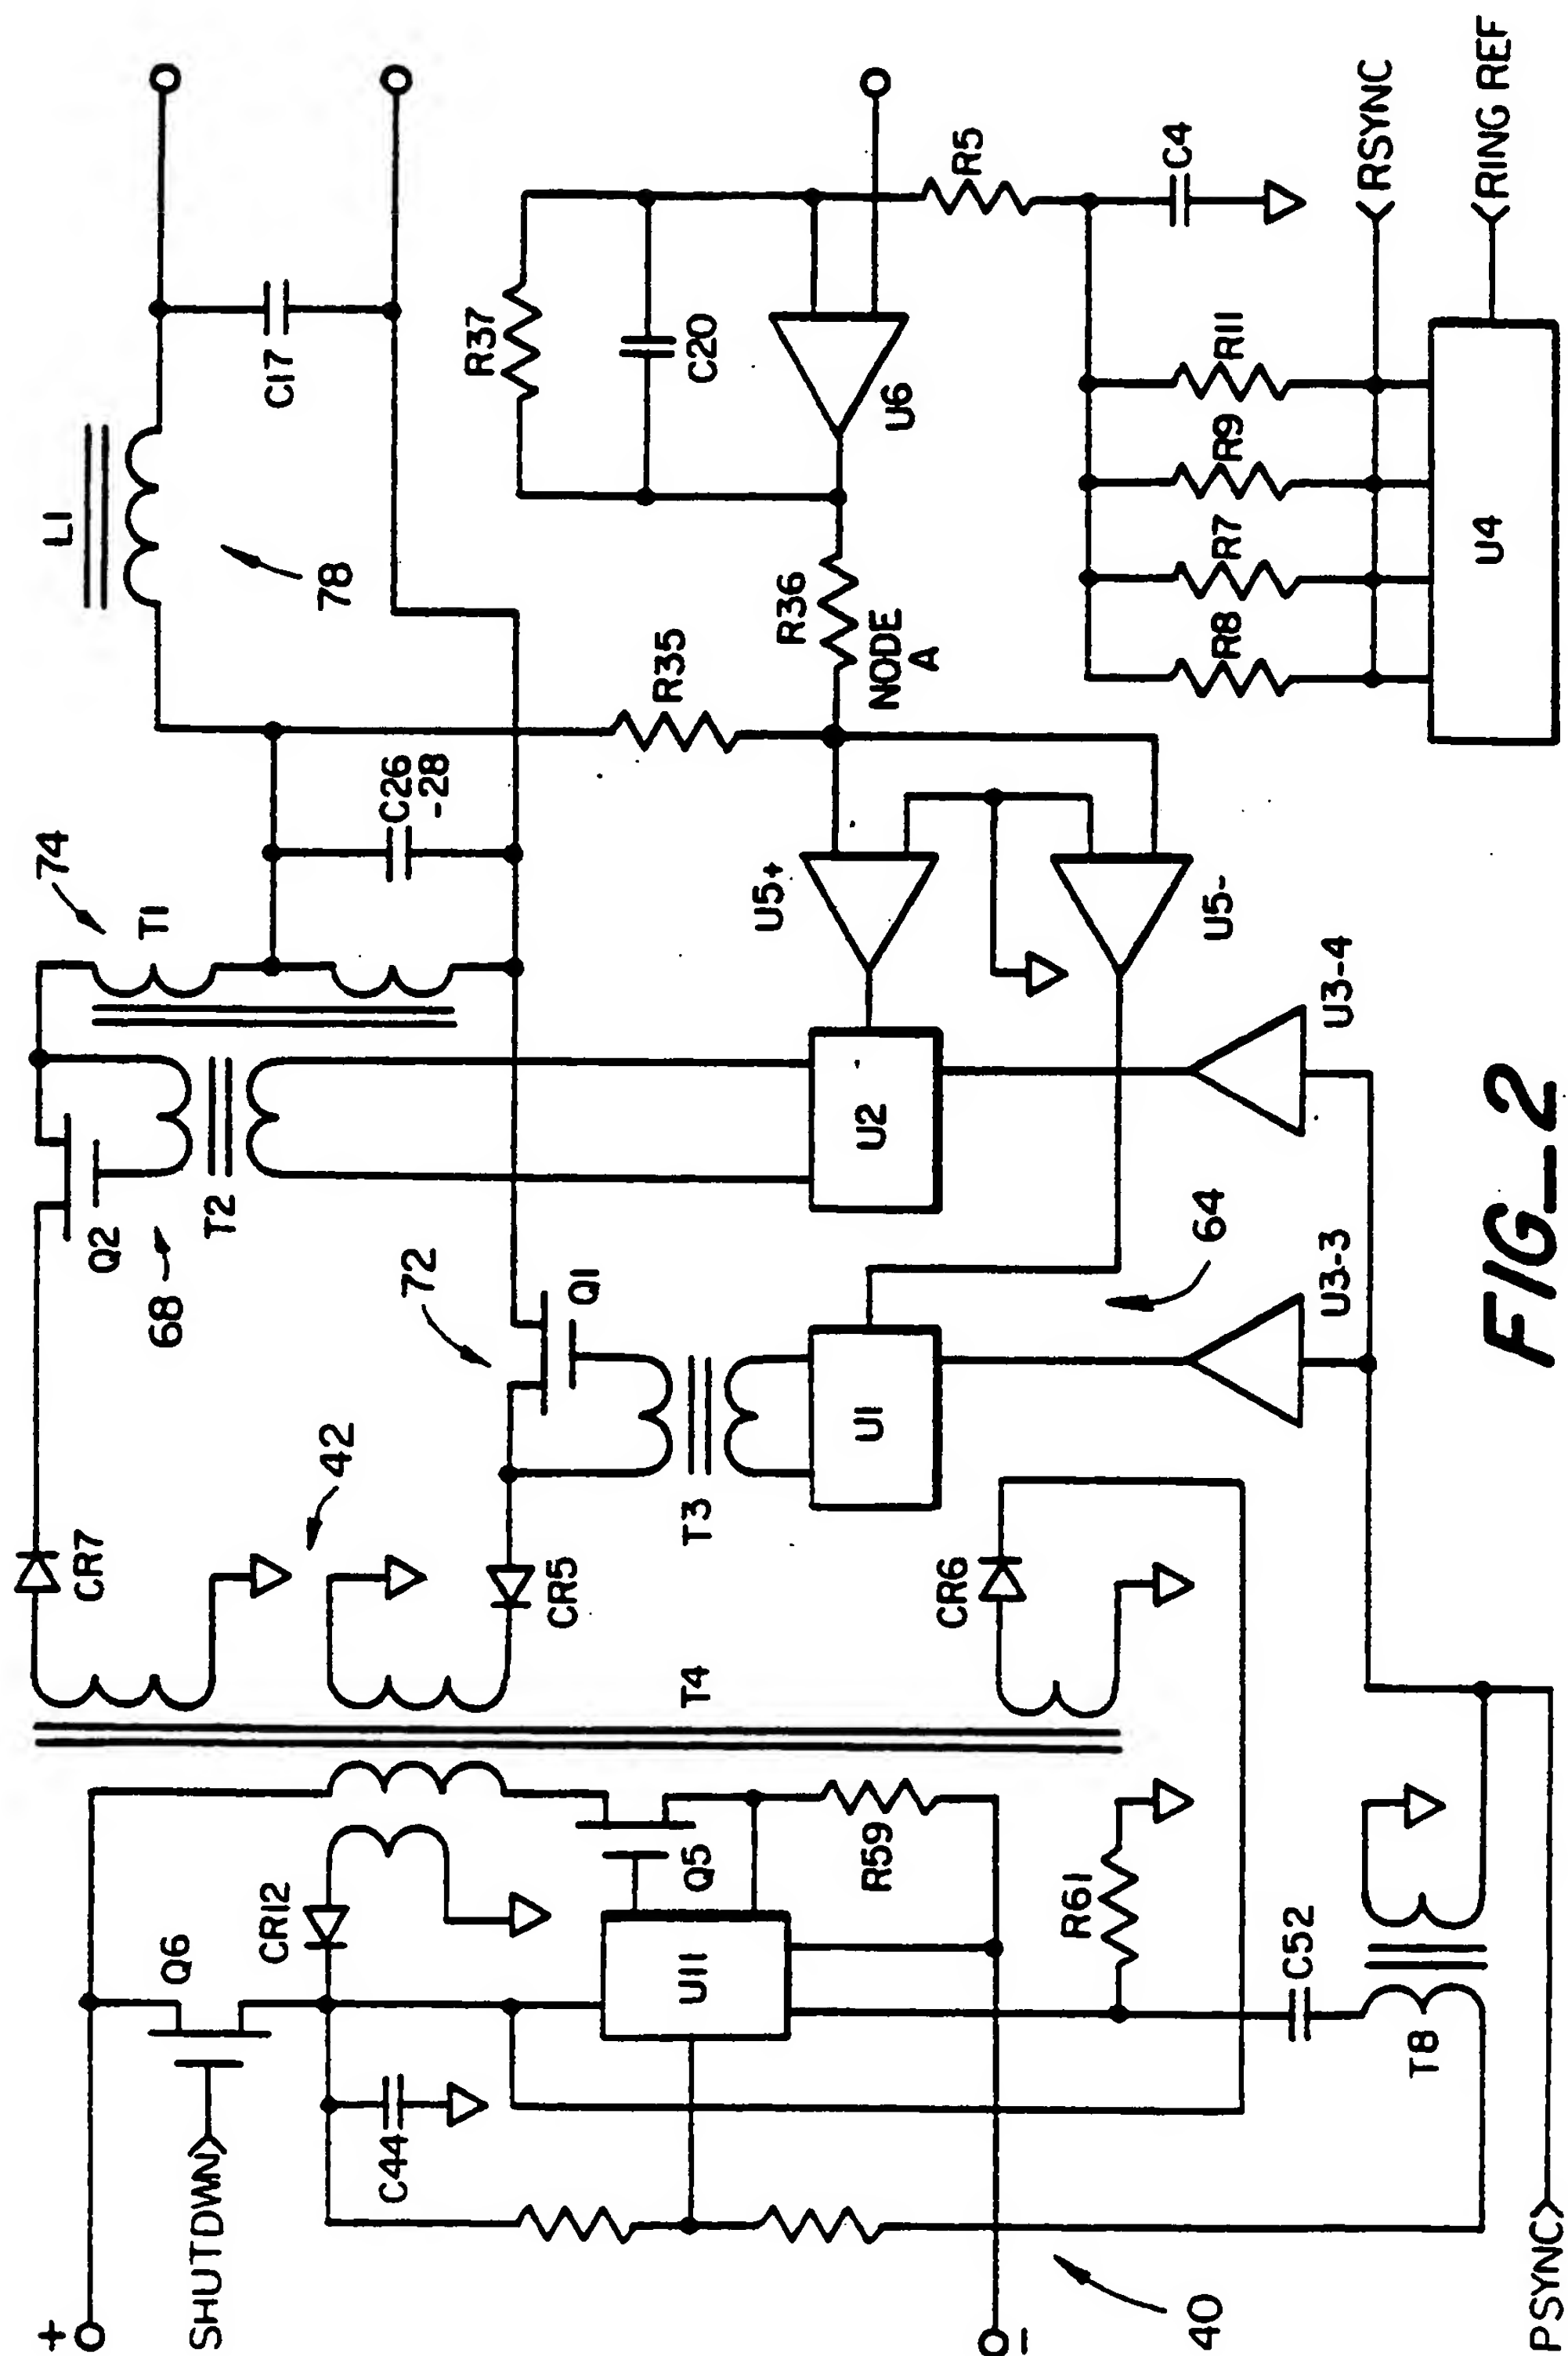 +
SHUTDWN
Q6
CR12
C44
U11
Q5
R59
R61
C52
T8
PSYNC
40
-
T4
CR7
42
CR5
CR6
T3
72
Q1
Q2
68
T2
74
T1
U1
U2
U3-3
64
U3-4
U5+
U5-
C26
-28
R35
NODE
A
R36
L1
78
C17
R37
C20
U6
R5
C4
R8
R7
R9
R11
U4
RSYNC
RING REF
FIG_2